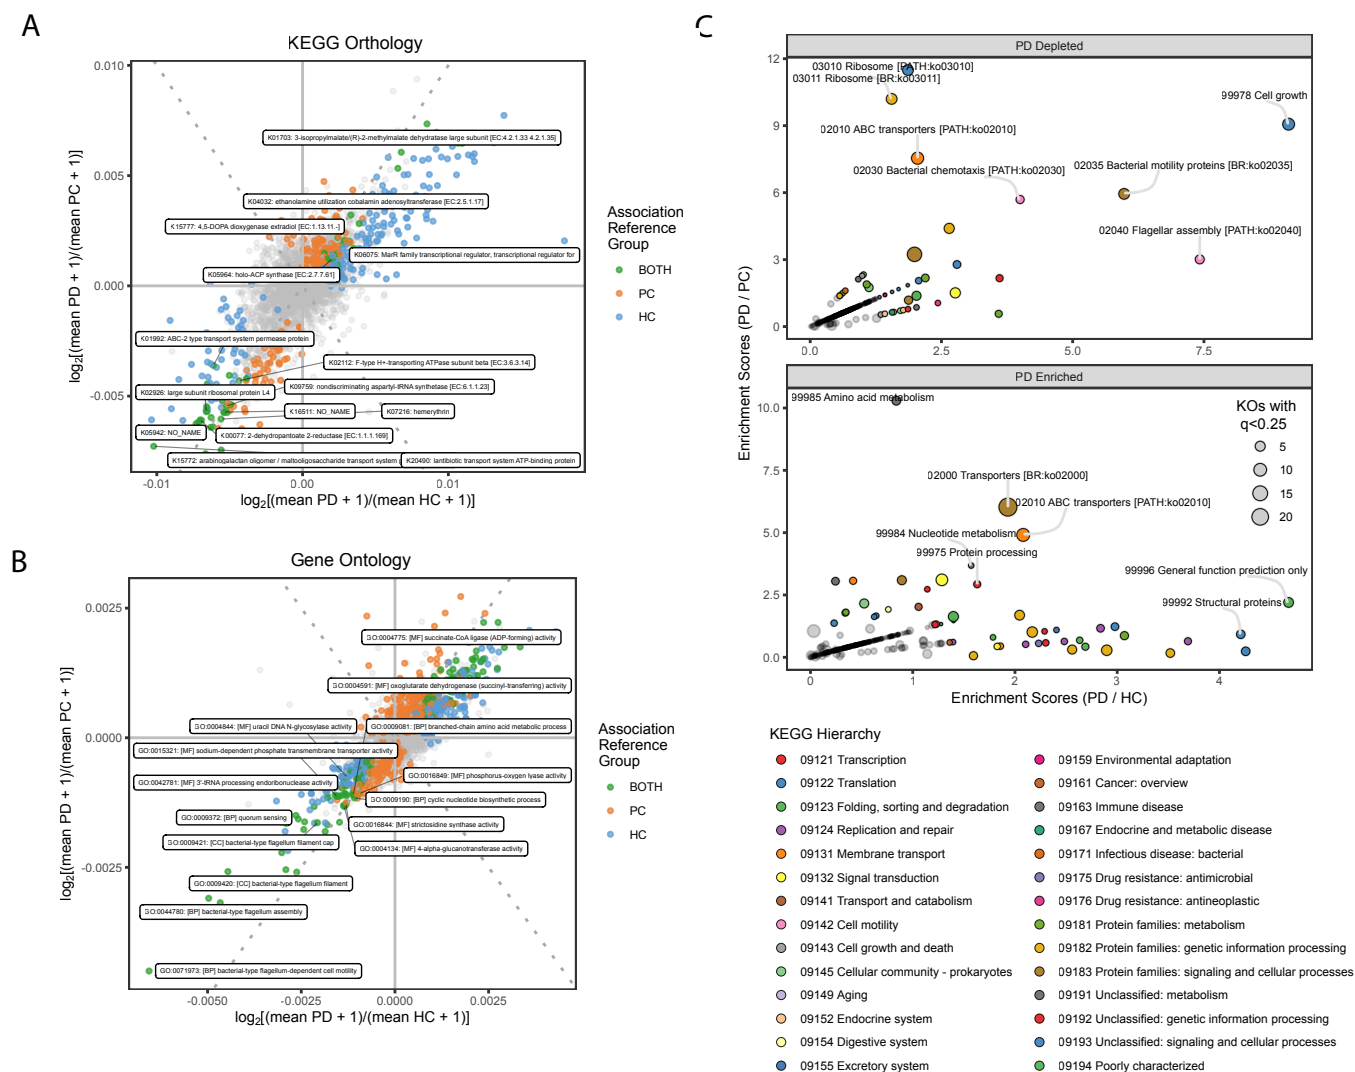 A
KEGG Orthology
0.010
0.005
0.000
-0.005
-0.01
0.00
0.01
log2[(mean PD + 1)/(mean PC + 1)]
log2[(mean PD + 1)/(mean HC + 1)]
K01703: 3-isopropylmalate/(R)-2-methylmalate dehydratase large subunit [EC:4.2.1.33 4.2.1.35]
K04032: ethanolamine utilization cobalamin adenosyltransferase [EC:2.5.1.17]
K15777: 4,5-DOPA dioxygenase extradiol [EC:1.13.11.-]
K06075: MarR family transcriptional regulator, transcriptional regulator for
K05964: holo-ACP synthase [EC:2.7.7.61]
K01992: ABC-2 type transport system permease protein
K02112: F-type H+-transporting ATPase subunit beta [EC:3.6.3.14]
K09759: nondiscriminating aspartyl-tRNA synthetase [EC:6.1.1.23]
K02926: large subunit ribosomal protein L4
K16511: NO_NAME
K07216: hemerythrin
K05942: NO_NAME
K00077: 2-dehydropantoate 2-reductase [EC:1.1.1.169]
K15772: arabinogalactan oligomer / maltooligosaccharide transport system
K20490: lantibiotic transport system ATP-binding protein
Association
Reference
Group
BOTH
PC
HC
B
Gene Ontology
0.0025
0.0000
-0.0025
-0.0050
-0.0025
0.0000
0.0025
log2[(mean PD + 1)/(mean PC + 1)]
log2[(mean PD + 1)/(mean HC + 1)]
GO:0004775: [MF] succinate-CoA ligase (ADP-forming) activity
GO:0004591: [MF] oxoglutarate dehydrogenase (succinyl-transferring) activity
GO:0004844: [MF] uracil DNA N-glycosylase activity
GO:0009081: [BP] branched-chain amino acid metabolic process
GO:0015321: [MF] sodium-dependent phosphate transmembrane transporter activity
GO:0016849: [MF] phosphorus-oxygen lyase activity
GO:0042781: [MF] 3'-tRNA processing endoribonuclease activity
GO:0009190: [BP] cyclic nucleotide biosynthetic process
GO:0009372: [BP] quorum sensing
GO:0016844: [MF] strictosidine synthase activity
GO:0009421: [CC] bacterial-type flagellum filament cap
GO:0004134: [MF] 4-alpha-glucanotransferase activity
GO:0009420: [CC] bacterial-type flagellum filament
GO:0044780: [BP] bacterial-type flagellum assembly
GO:0071973: [BP] bacterial-type flagellum-dependent cell motility
Association
Reference
Group
BOTH
PC
HC
C
PD Depleted
12
9
6
3
0
0.0
2.5
5.0
7.5
03010 Ribosome [PATH:ko03010]
03011 Ribosome [BR:ko03011]
99978 Cell growth
02010 ABC transporters [PATH:ko02010]
02030 Bacterial chemotaxis [PATH:ko02030]
02035 Bacterial motility proteins [BR:ko02035]
02040 Flagellar assembly [PATH:ko02040]
Enrichment Scores (PD / PC)
PD Enriched
10.0
7.5
5.0
2.5
0.0
0
1
2
3
4
99985 Amino acid metabolism
02000 Transporters [BR:ko02000]
02010 ABC transporters [PATH:ko02010]
99984 Nucleotide metabolism
99975 Protein processing
99996 General function prediction only
99992 Structural proteins
KOs with
q<0.25
5
10
15
20
Enrichment Scores (PD / HC)
KEGG Hierarchy
09121 Transcription
09122 Translation
09123 Folding, sorting and degradation
09124 Replication and repair
09131 Membrane transport
09132 Signal transduction
09141 Transport and catabolism
09142 Cell motility
09143 Cell growth and death
09145 Cellular community - prokaryotes
09149 Aging
09152 Endocrine system
09154 Digestive system
09155 Excretory system
09159 Environmental adaptation
09161 Cancer: overview
09163 Immune disease
09167 Endocrine and metabolic disease
09171 Infectious disease: bacterial
09175 Drug resistance: antimicrobial
09176 Drug resistance: antineoplastic
09181 Protein families: metabolism
09182 Protein families: genetic information processing
09183 Protein families: signaling and cellular processes
09191 Unclassified: metabolism
09192 Unclassified: genetic information processing
09193 Unclassified: signaling and cellular processes
09194 Poorly characterized